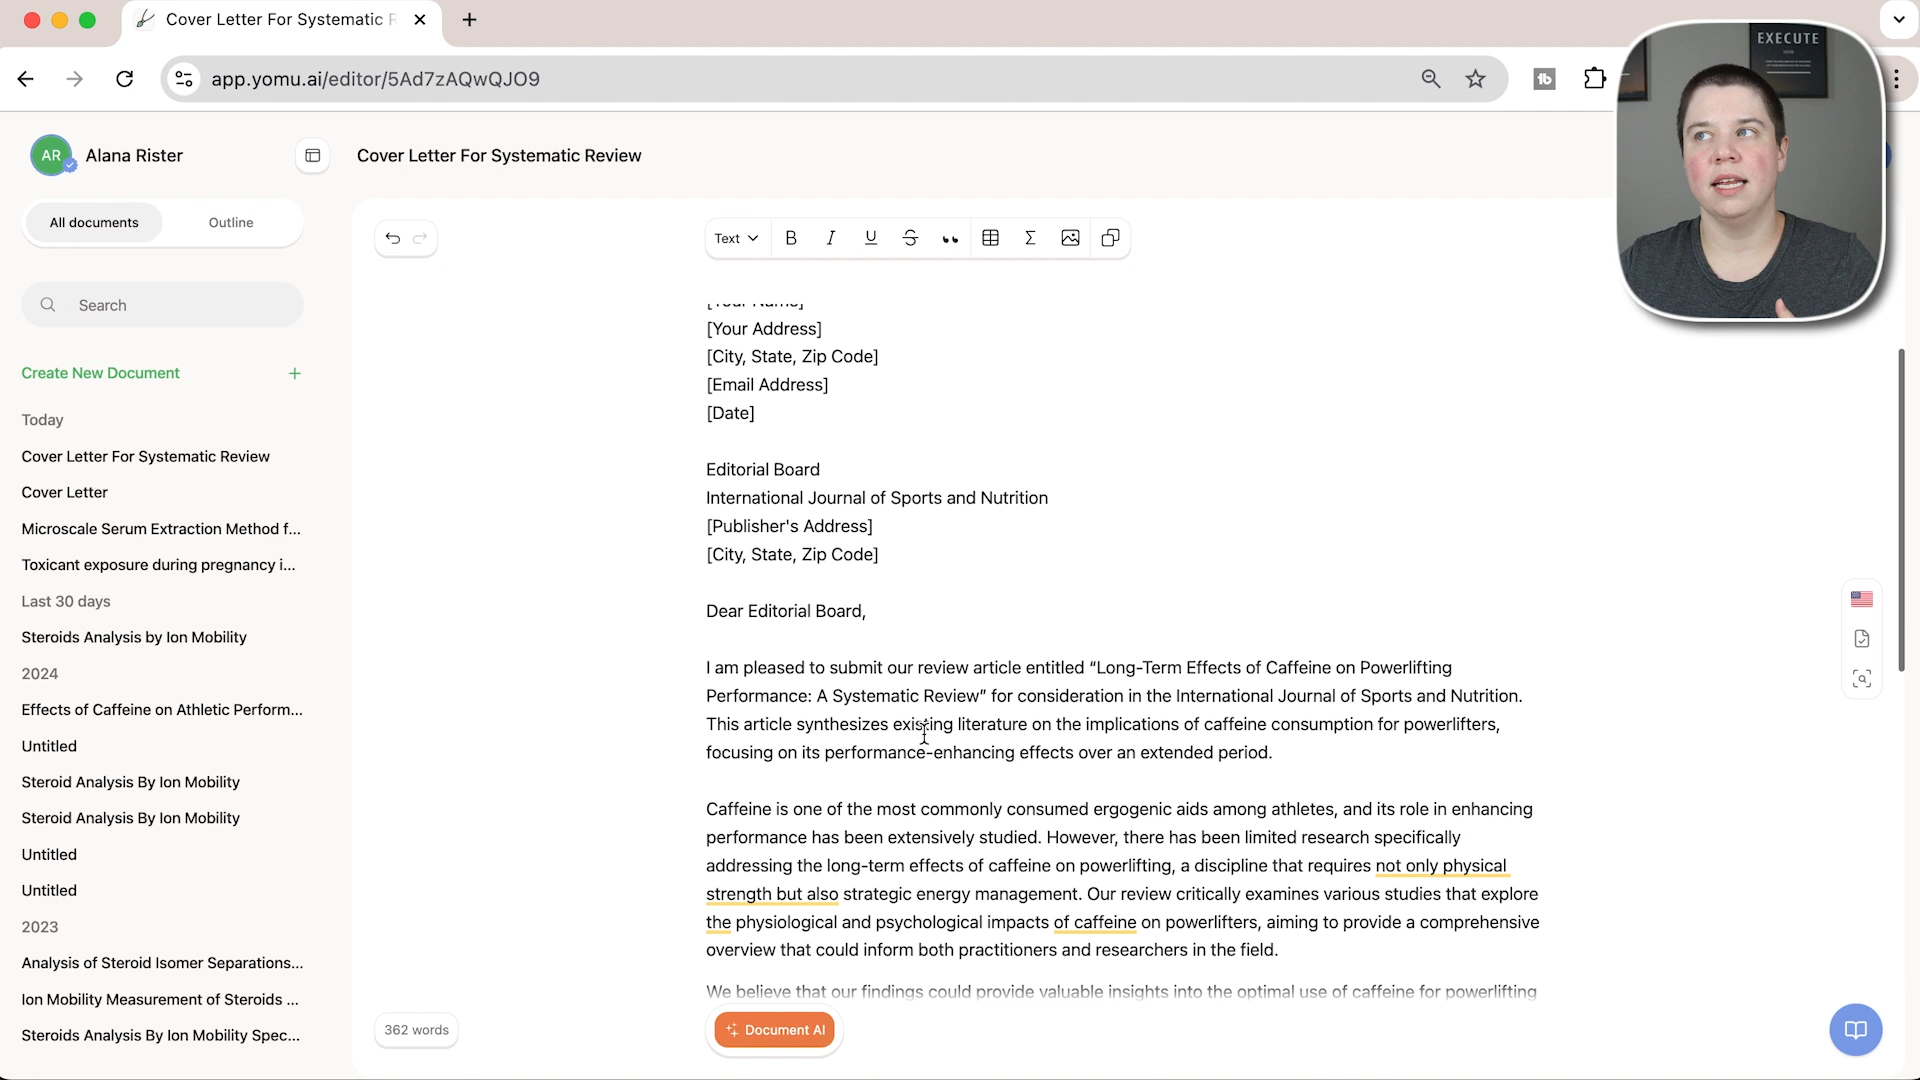 Cover Letter For Systematic R
app.yomu.ai/editor/5Ad7zAQwQJO9
EXECUTE
AR
Alana Rister
Cover Letter For Systematic Review
All documents
Outline
Text
Search
Create New Document
Today
Cover Letter For Systematic Review
Cover Letter
Microscale Serum Extraction Method f...
Toxicant exposure during pregnancy i...
Last 30 days
Steroids Analysis by Ion Mobility
2024
Effects of Caffeine on Athletic Perform...
Untitled
Steroid Analysis By Ion Mobility
Steroid Analysis By Ion Mobility
Untitled
Untitled
2023
Analysis of Steroid Isomer Separations...
Ion Mobility Measurement of Steroids ...
Steroids Analysis By Ion Mobility Spec...
[Your Name]
[Your Address]
[City, State, Zip Code]
[Email Address]
[Date]
Editorial Board
International Journal of Sports and Nutrition
[Publisher's Address]
[City, State, Zip Code]
Dear Editorial Board,
I am pleased to submit our review article entitled “Long-Term Effects of Caffeine on Powerlifting
Performance: A Systematic Review” for consideration in the International Journal of Sports and Nutrition.
This article synthesizes existing literature on the implications of caffeine consumption for powerlifters,
focusing on its performance-enhancing effects over an extended period.
Caffeine is one of the most commonly consumed ergogenic aids among athletes, and its role in enhancing
performance has been extensively studied. However, there has been limited research specifically
addressing the long-term effects of caffeine on powerlifting, a discipline that requires not only physical
strength but also strategic energy management. Our review critically examines various studies that explore
the physiological and psychological impacts of caffeine on powerlifters, aiming to provide a comprehensive
overview that could inform both practitioners and researchers in the field.
We believe that our findings could provide valuable insights into the optimal use of caffeine for powerlifting
362 words
Document AI